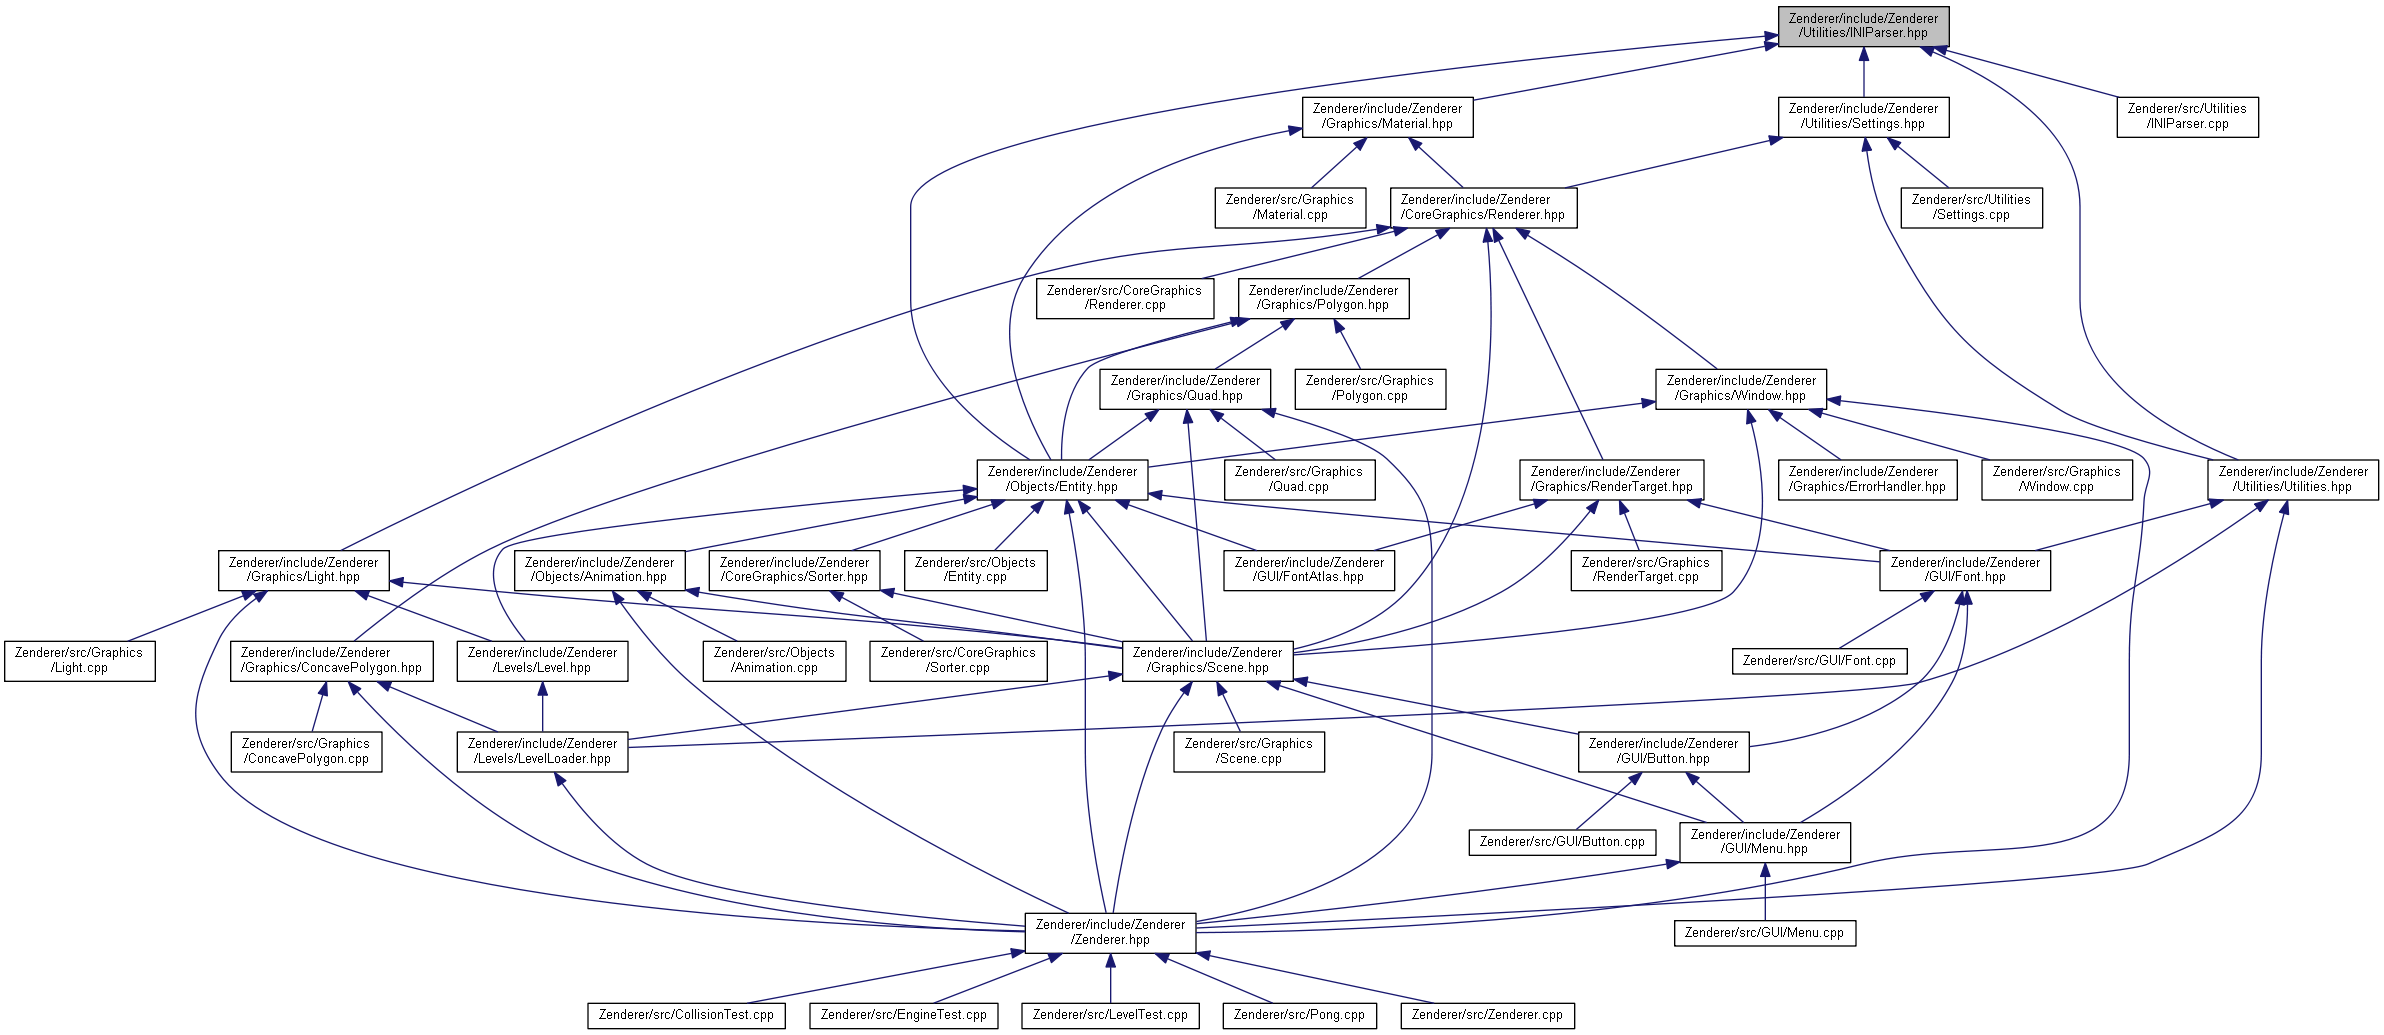 Zenderer/include/Zenderer
/Utilities/INIParser.hpp
Zenderer/include/Zenderer
/Graphics/Material.hpp
Zenderer/include/Zenderer
/Utilities/Settings.hpp
Zenderer/src/Utilities
/INIParser.cpp
Zenderer/src/Graphics
/Material.cpp
Zenderer/include/Zenderer
/CoreGraphics/Renderer.hpp
Zenderer/src/Utilities
/Settings.cpp
Zenderer/src/CoreGraphics
/Renderer.cpp
Zenderer/include/Zenderer
/Graphics/Polygon.hpp
Zenderer/include/Zenderer
/Graphics/Quad.hpp
Zenderer/src/Graphics
/Polygon.cpp
Zenderer/include/Zenderer
/Graphics/Window.hpp
Zenderer/include/Zenderer
/Objects/Entity.hpp
Zenderer/src/Graphics
/Quad.cpp
Zenderer/include/Zenderer
/Graphics/RenderTarget.hpp
Zenderer/include/Zenderer
/Graphics/ErrorHandler.hpp
Zenderer/src/Graphics
/Window.cpp
Zenderer/include/Zenderer
/Utilities/Utilities.hpp
Zenderer/include/Zenderer
/Graphics/Light.hpp
Zenderer/include/Zenderer
/Objects/Animation.hpp
Zenderer/include/Zenderer
/CoreGraphics/Sorter.hpp
Zenderer/src/Objects
/Entity.cpp
Zenderer/include/Zenderer
/GUI/FontAtlas.hpp
Zenderer/src/Graphics
/RenderTarget.cpp
Zenderer/include/Zenderer
/GUI/Font.hpp
Zenderer/src/Graphics
/Light.cpp
Zenderer/include/Zenderer
/Graphics/ConcavePolygon.hpp
Zenderer/include/Zenderer
/Levels/Level.hpp
Zenderer/src/Objects
/Animation.cpp
Zenderer/src/CoreGraphics
/Sorter.cpp
Zenderer/include/Zenderer
/Graphics/Scene.hpp
Zenderer/src/GUI/Font.cpp
Zenderer/src/Graphics
/ConcavePolygon.cpp
Zenderer/include/Zenderer
/Levels/LevelLoader.hpp
Zenderer/src/Graphics
/Scene.cpp
Zenderer/include/Zenderer
/GUI/Button.hpp
Zenderer/src/GUI/Button.cpp
Zenderer/include/Zenderer
/GUI/Menu.hpp
Zenderer/include/Zenderer
/Zenderer.hpp
Zenderer/src/GUI/Menu.cpp
Zenderer/src/CollisionTest.cpp
Zenderer/src/EngineTest.cpp
Zenderer/src/LevelTest.cpp
Zenderer/src/Pong.cpp
Zenderer/src/Zenderer.cpp